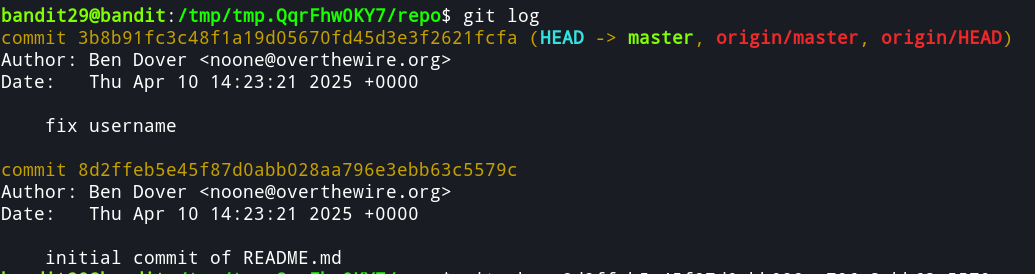 bandit29@bandit:/tmp/tmp.QqrFhwOKY7/repo$ git log
commit 3b8b91fc3c48f1a19d05670fd45d3e3f2621fcfa (HEAD -> master, origin/master, origin/HEAD)
Author: Ben Dover <noone@overthewire.org>
Date:   Thu Apr 10 14:23:21 2025 +0000
    fix username
commit 8d2ffeb5e45f87d0abb028aa796e3ebb63c5579c
Author: Ben Dover <noone@overthewire.org>
Date:   Thu Apr 10 14:23:21 2025 +0000
    initial commit of README.md